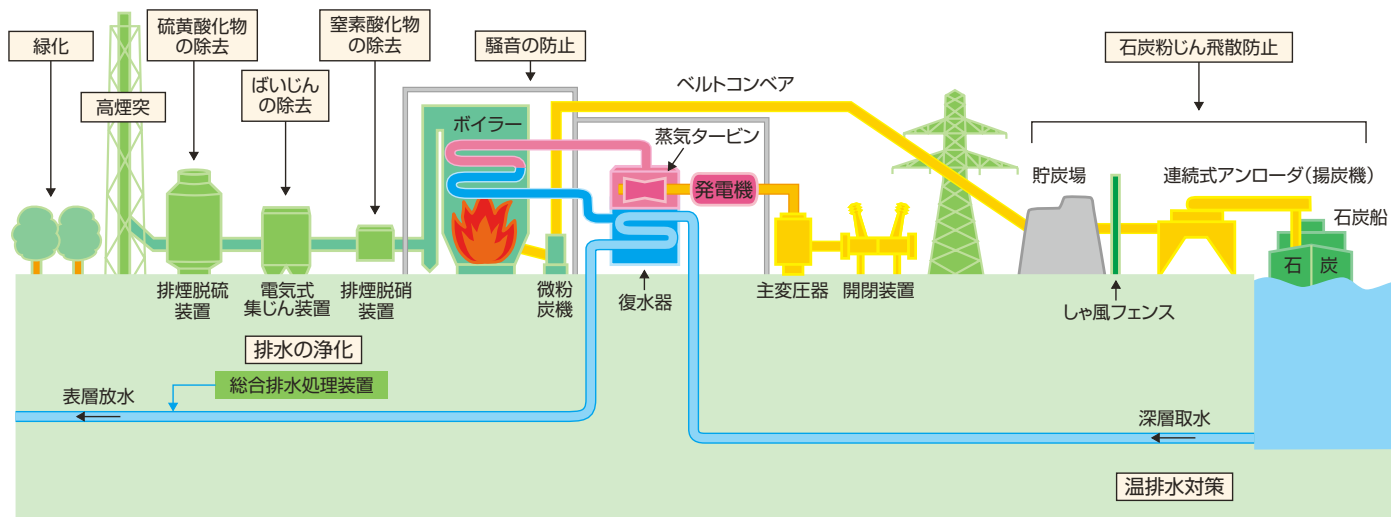 緑化
高煙突
硫黄酸化物
の除去
ばいじん
の除去
窒素酸化物
の除去
騒音の防止
石炭粉じん飛散防止
ベルトコンベア
ボイラー
蒸気タービン
発電機
貯炭場
連続式アンローダ（揚炭機）
石炭船
石 炭
排煙脱硫
装置
電気式
集じん装置
排煙脱硝
装置
微粉
炭機
復水器
主変圧器
開閉装置
しゃ風フェンス
排水の浄化
総合排水処理装置
表層放水
深層取水
温排水対策